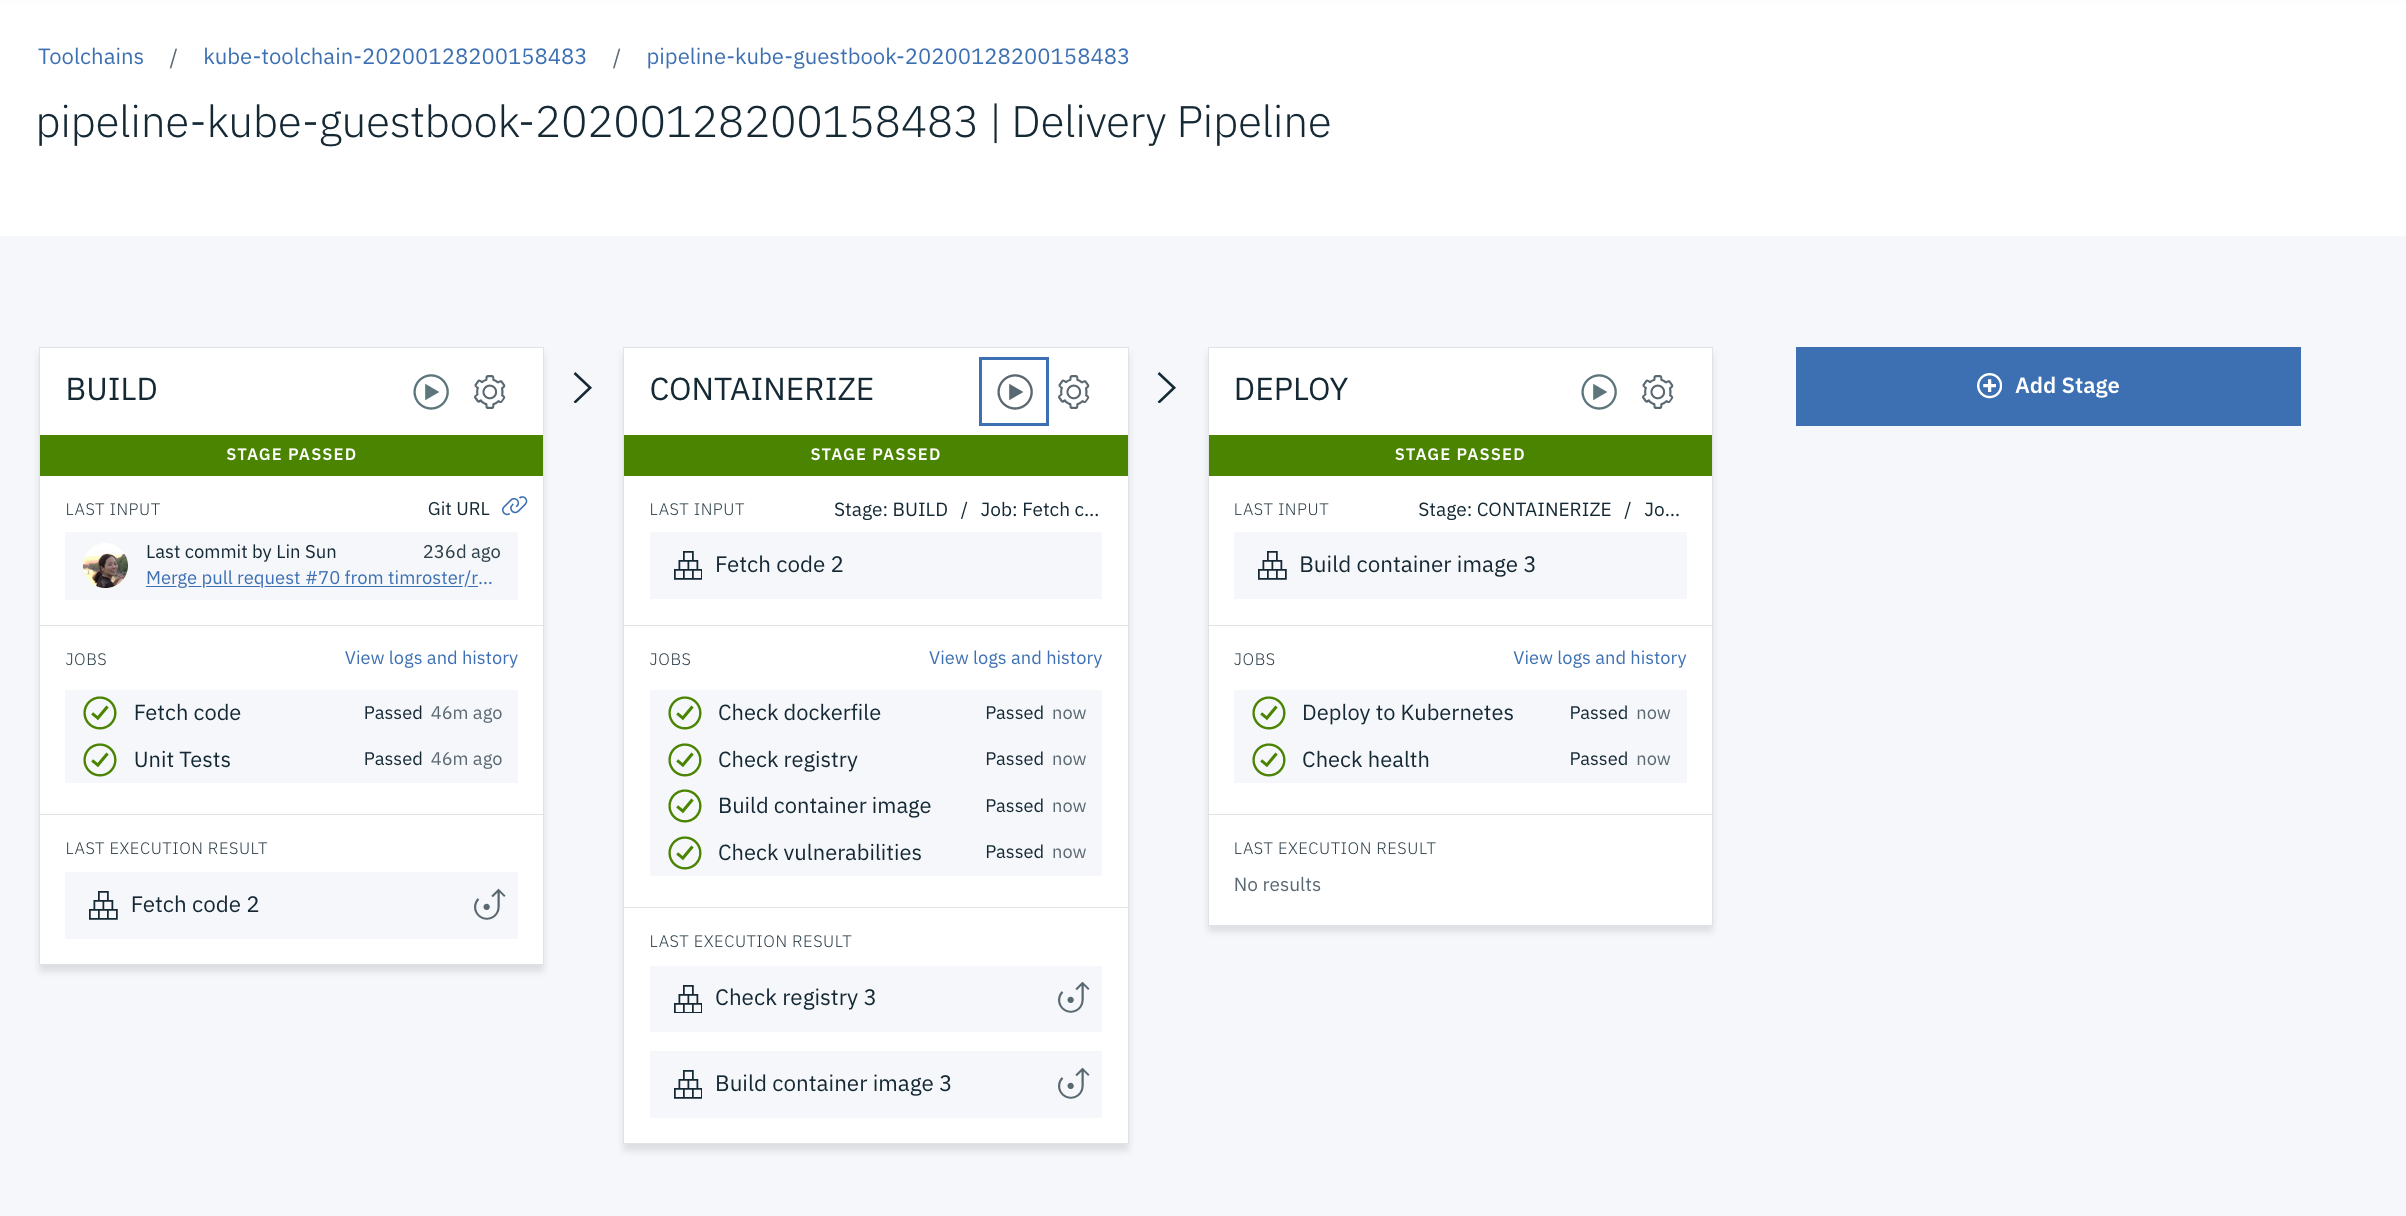 Toolchains / kube-toolchain-20200128200158483 / pipeline-kube-guestbook-20200128200158483
pipeline-kube-guestbook-20200128200158483 | Delivery Pipeline
BUILD
STAGE PASSED
LAST INPUT Git URL
Last commit by Lin Sun 236d ago
Merge pull request #70 from timroster/r...
JOBS View logs and history
Fetch code Passed 46m ago
Unit Tests Passed 46m ago
LAST EXECUTION RESULT
Fetch code 2
CONTAINERIZE
STAGE PASSED
LAST INPUT Stage: BUILD / Job: Fetch c...
Fetch code 2
JOBS View logs and history
Check dockerfile Passed now
Check registry Passed now
Build container image Passed now
Check vulnerabilities Passed now
LAST EXECUTION RESULT
Check registry 3
Build container image 3
DEPLOY
STAGE PASSED
LAST INPUT Stage: CONTAINERIZE / Jo...
Build container image 3
JOBS View logs and history
Deploy to Kubernetes Passed now
Check health Passed now
LAST EXECUTION RESULT
No results
Add Stage